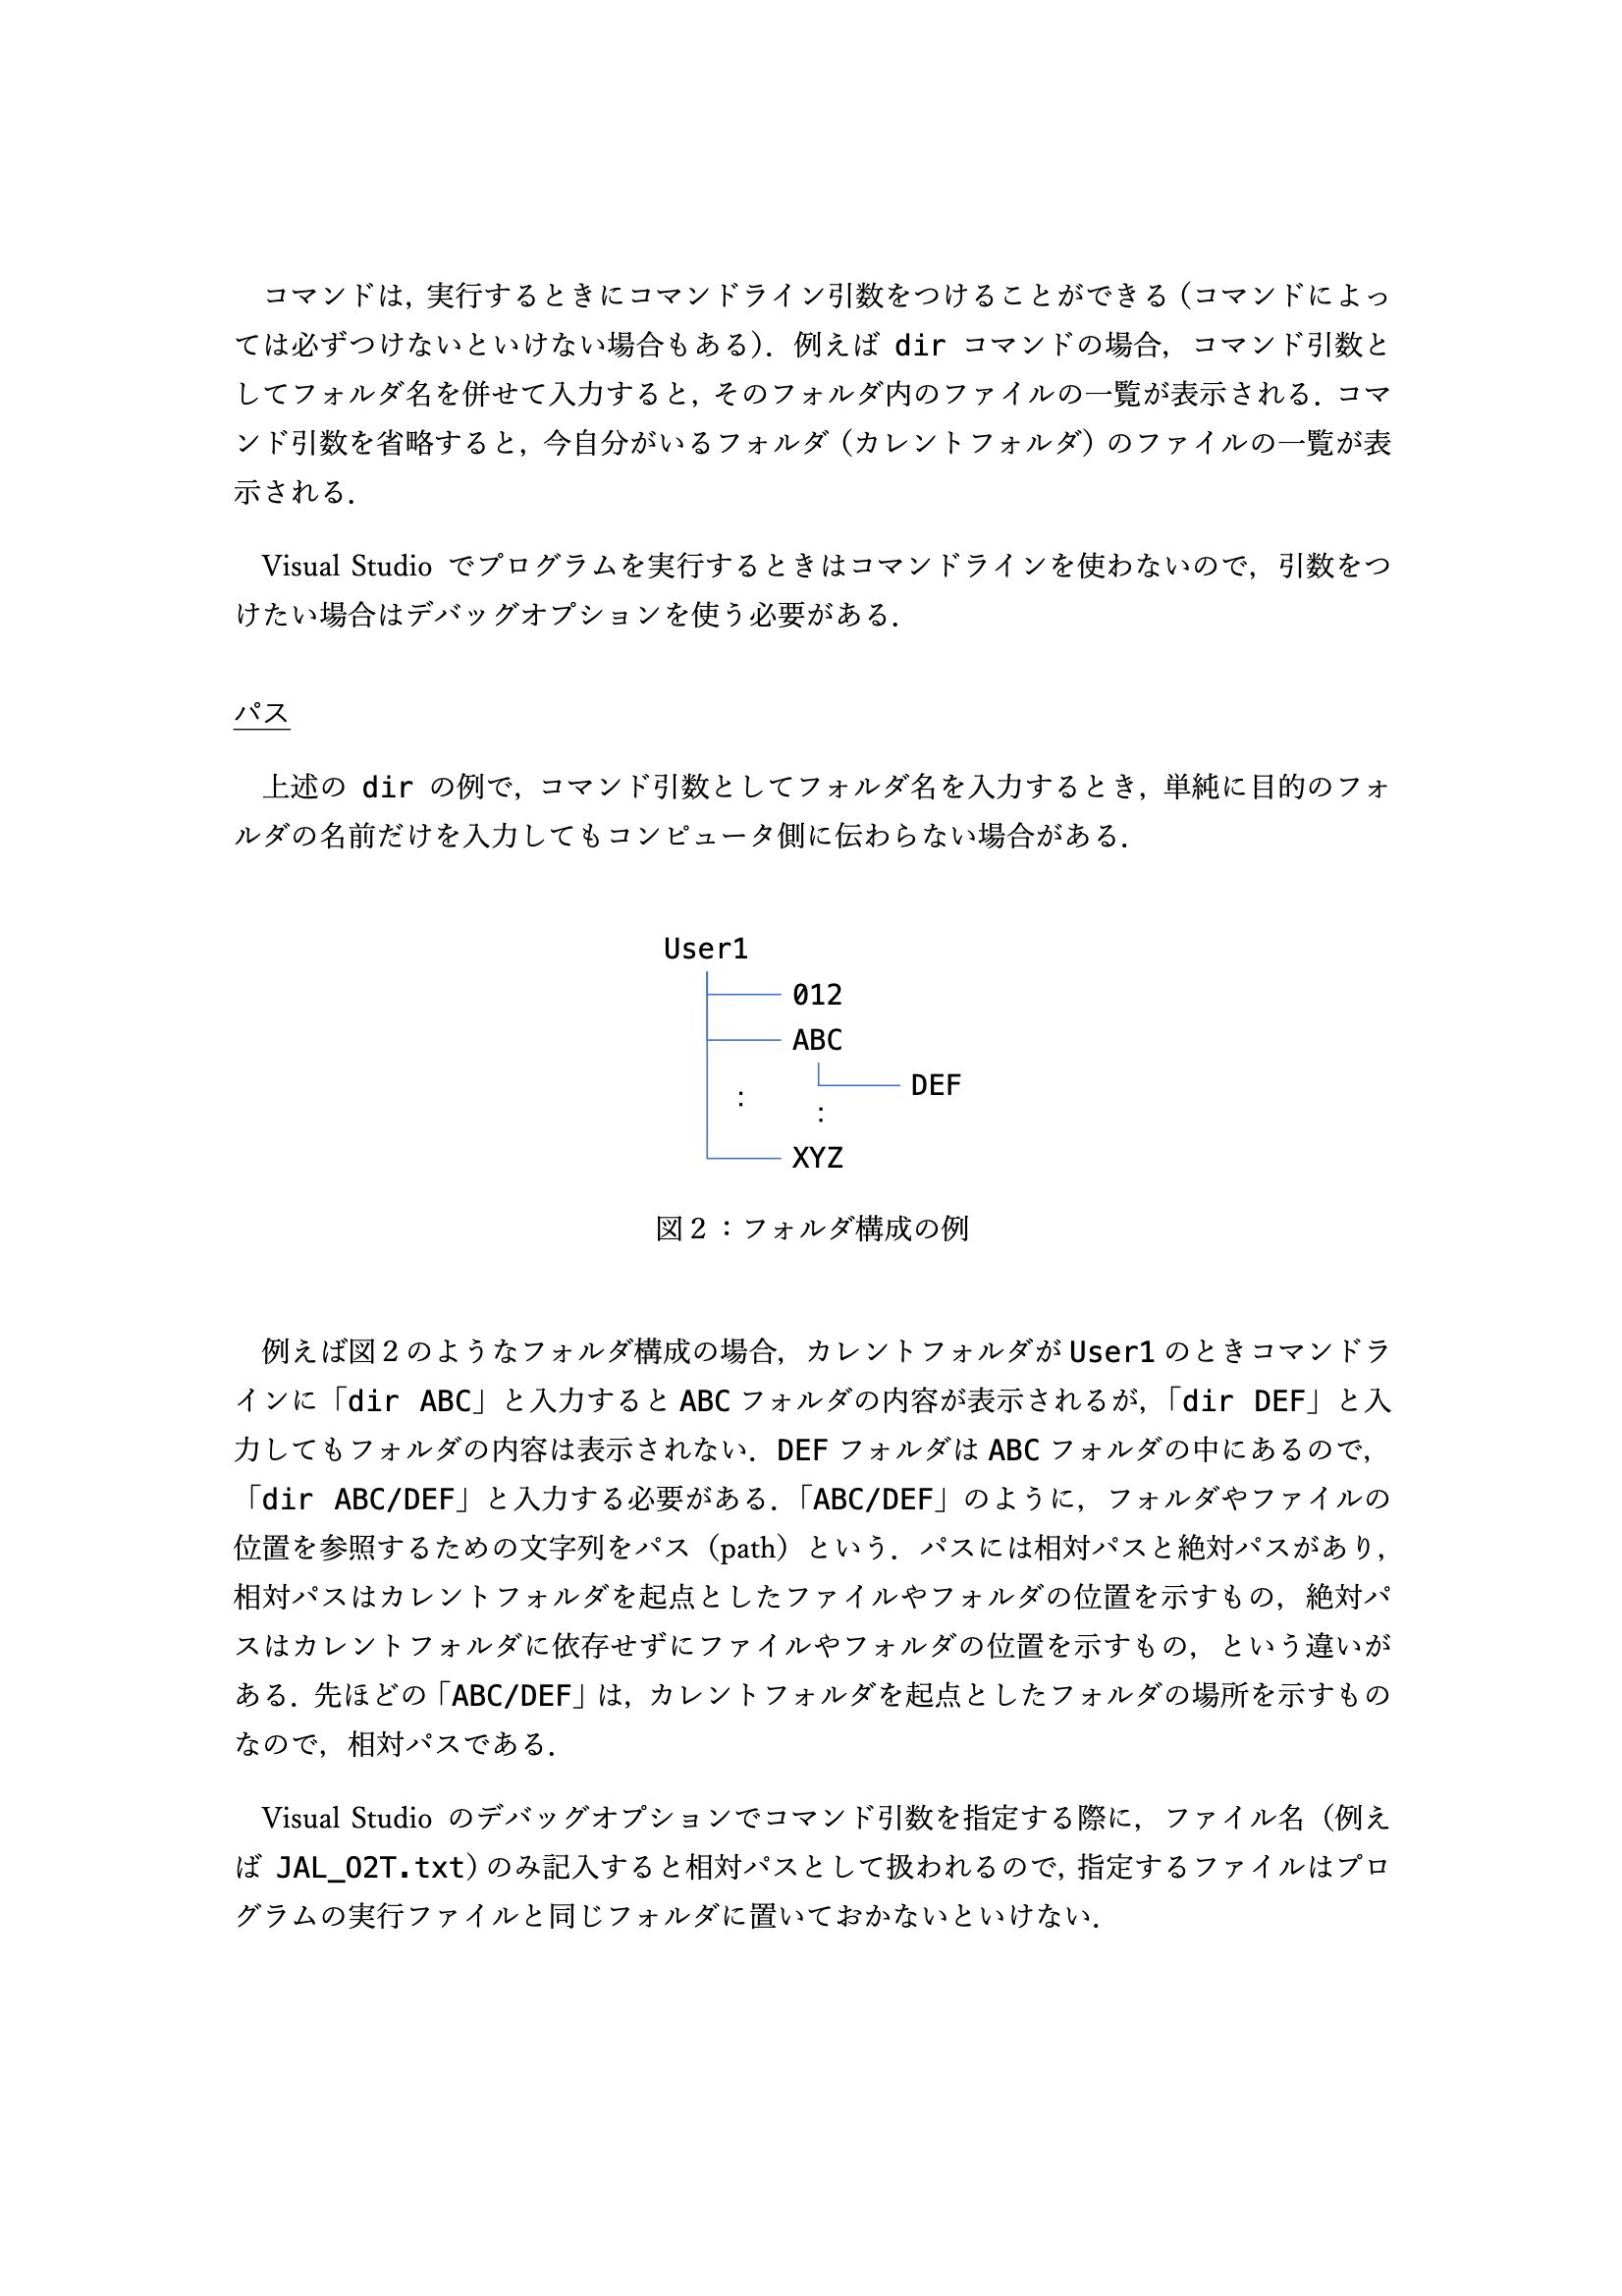 コマンドは，実行するときにコマンドライン引数をつけることができる（コマンドによっ
ては必ずつけないといけない場合もある）．例えば dir コマンドの場合，コマンド引数と
してフォルダ名を併せて入力すると，そのフォルダ内のファイルの一覧が表示される．コマ
ンド引数を省略すると，今自分がいるフォルダ（カレントフォルダ）のファイルの一覧が表
示される．
Visual Studio でプログラムを実行するときはコマンドラインを使わないので，引数をつ
けたい場合はデバッグオプションを使う必要がある．
パス
上述の dir の例で，コマンド引数としてフォルダ名を入力するとき，単純に目的のフォ
ルダの名前だけを入力してもコンピュータ側に伝わらない場合がある．
User1
012
ABC
DEF
：
：
XYZ
図２：フォルダ構成の例
例えば図２のようなフォルダ構成の場合，カレントフォルダが User1 のときコマンドラ
インに「dir ABC」と入力すると ABC フォルダの内容が表示されるが，「dir DEF」と入
力してもフォルダの内容は表示されない．DEF フォルダは ABC フォルダの中にあるので，
「dir ABC/DEF」と入力する必要がある．「ABC/DEF」のように，フォルダやファイルの
位置を参照するための文字列をパス（path）という．パスには相対パスと絶対パスがあり，
相対パスはカレントフォルダを起点としたファイルやフォルダの位置を示すもの，絶対パ
スはカレントフォルダに依存せずにファイルやフォルダの位置を示すもの，という違いが
ある．先ほどの「ABC/DEF」は，カレントフォルダを起点としたフォルダの場所を示すもの
なので，相対パスである．
Visual Studio のデバッグオプションでコマンド引数を指定する際に，ファイル名（例え
ば JAL_O2T.txt）のみ記入すると相対パスとして扱われるので，指定するファイルはプロ
グラムの実行ファイルと同じフォルダに置いておかないといけない．